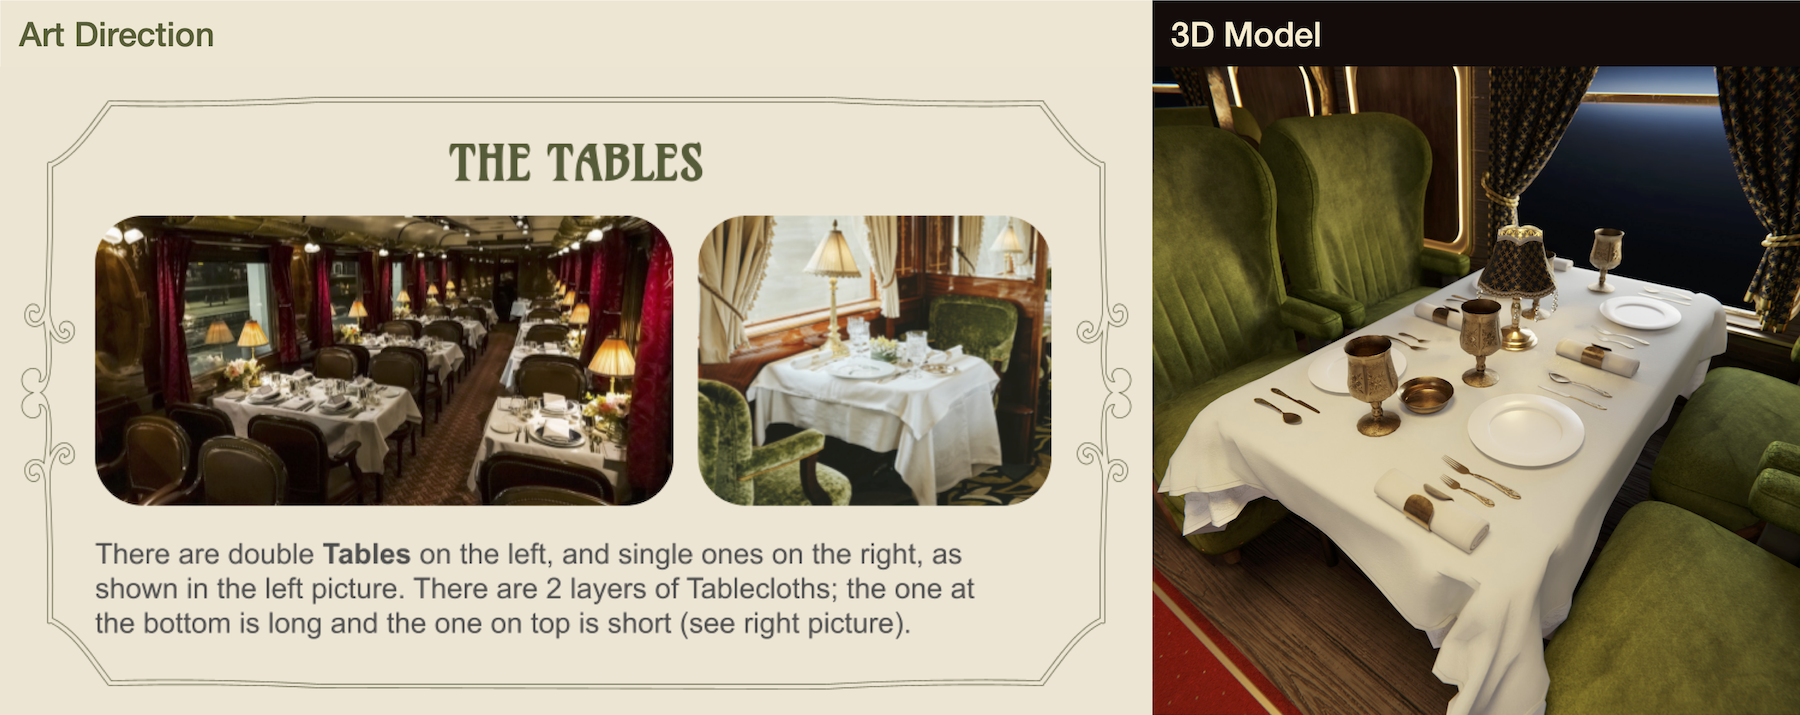 Art Direction
3D Model
THE TABLES
There are double Tables on the left, and single ones on the right, as
shown in the left picture. There are 2 layers of Tablecloths; the one at
the bottom is long and the one on top is short (see right picture).